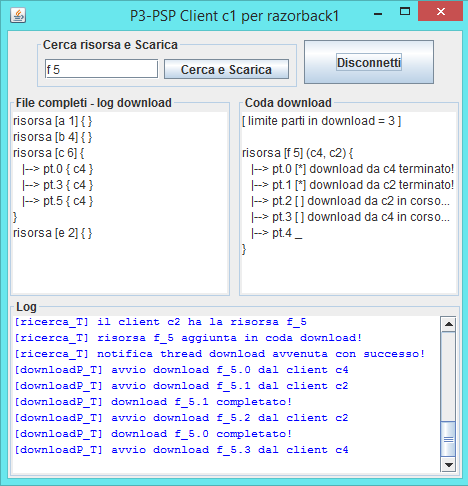 P3-PSP Client c1 per razorback1
Cerca risorsa e Scarica
f 5
Cerca e Scarica
Disconnetti
File completi - log download
risorsa [a 1] { }
risorsa [b 4] { }
risorsa [c 6] {
|--> pt.0 { c4 }
|--> pt.3 { c4 }
|--> pt.5 { c4 }
}
risorsa [e 2] { }
Coda download
[ limite parti in download = 3 ]
risorsa [f 5] (c4, c2) {
|--> pt.0 [*] download da c4 terminato!
|--> pt.1 [*] download da c2 terminato!
|--> pt.2 [ ] download da c2 in corso...
|--> pt.3 [ ] download da c4 in corso...
|--> pt.4 _
}
Log
[ricerca_T] il client c2 ha la risorsa f_5
[ricerca_T] risorsa f_5 aggiunta in coda download!
[ricerca_T] notifica thread download avvenuta con successo!
[downloadP_T] avvio download f_5.0 dal client c4
[downloadP_T] avvio download f_5.1 dal client c2
[downloadP_T] download f_5.1 completato!
[downloadP_T] avvio download f_5.2 dal client c2
[downloadP_T] download f_5.0 completato!
[downloadP_T] avvio download f_5.3 dal client c4